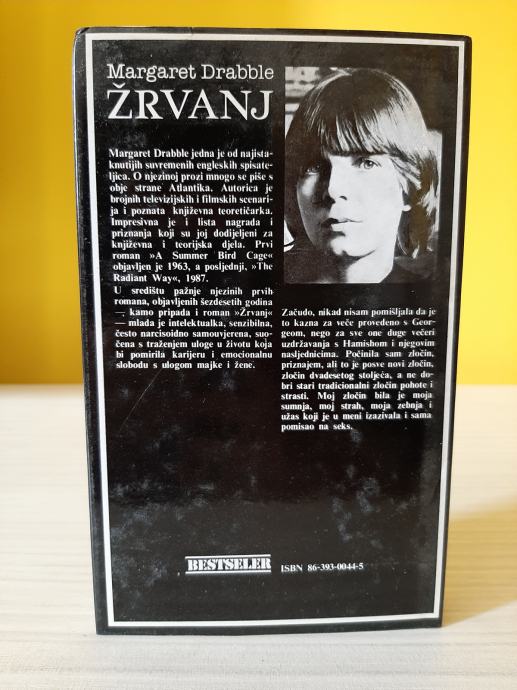 Margaret Drabble
ŽRVANJ
Margaret Drabble jedna je od najista-
knutijih suvremenih engleskih spisate-
ljica. O njezinoj prozi mnogo se piše s
obje strane Atlantika. Autorica je
brojnih televizijskih i filmskih scenari-
ja i poznata književna teoretičarka.
Impresivna je i lista nagrada i
priznanja koji su joj dodijeljeni za
književna i teorijska djela. Prvi
roman »A Summer Bird Cage«
objavljen je 1963, a posljednji, »The
Radiant Way«, 1987.
U središtu pažnje njezinih prvih
romana, objavljenih šezdesetih godina
— kamo pripada i roman »Žrvanj«
— mlada je intelektualka, senzibilna,
često narcisoidno samouvjerena, suo-
čena s traženjem uloge u životu koja
bi pomirila karijeru i emocionalnu
slobodu s ulogom majke i žene.
Začudo, nikad nisam pomišljala da je
to kazna za veče provedeno s Geor-
geom, nego za sve one duge večeri
uzdržavanja s Hamishom i njegovim
nasljednicima. Počinila sam zločin,
priznajem, ali to je posve novi zločin,
zločin dvadesetog stoljeća, a ne do-
bri stari tradicionalni zločin pohote i
strasti. Moj zločin bila je moja
sumnja, moj strah, moja zebnja i
užas koji je u meni izazivala i sama
pomisao na seks.
BESTSELER
ISBN 86-393-0044-5